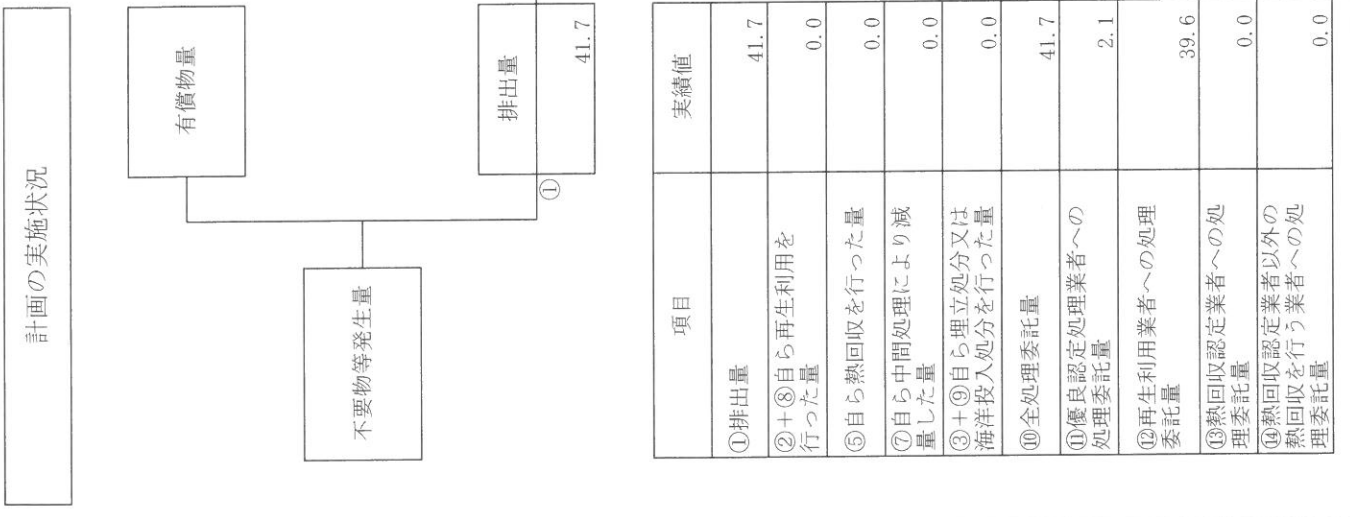 計画の実施状況
有償物量
不要物等発生量
①
排出量
41.7
項目
実績値
①排出量
41.7
②+⑧自ら再生利用を
行った量
0.0
⑤自ら熱回収を行った量
0.0
⑦自ら中間処理により減
量した量
0.0
③+⑨自ら埋立処分又は
海洋投入処分を行った量
0.0
⑩全処理委託量
41.7
⑪優良認定処理業者への
処理委託量
2.1
⑫再生利用業者への処理
委託量
39.6
⑬熱回収認定業者への処
理委託量
0.0
⑭熱回収認定業者以外の
熱回収を行う業者への処
理委託量
0.0